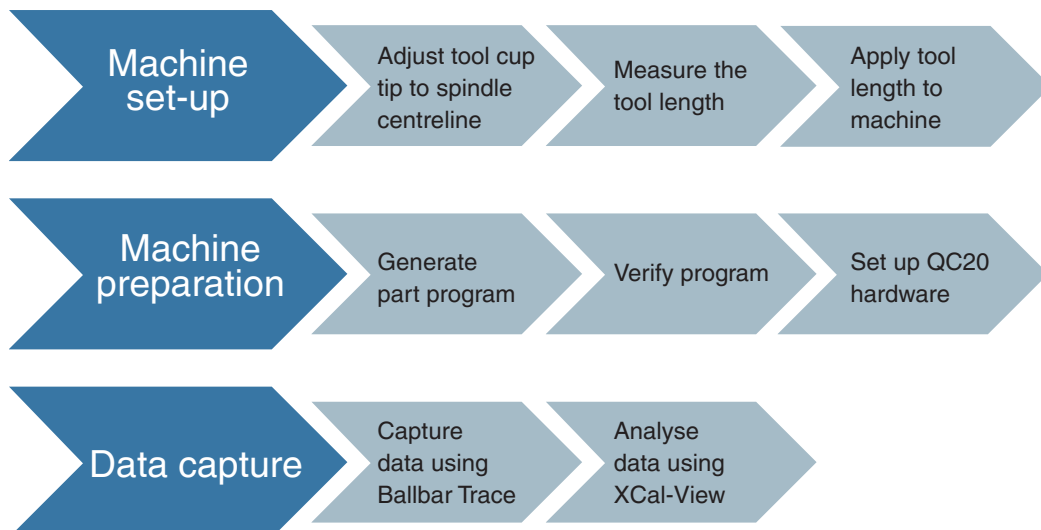 Machine
set-up
Adjust tool cup
tip to spindle
centreline
Measure the
tool length
Apply tool
length to
machine
Machine
preparation
Generate
part program
Verify program
Set up QC20
hardware
Data capture
Capture
data using
Ballbar Trace
Analyse
data using
XCal-View